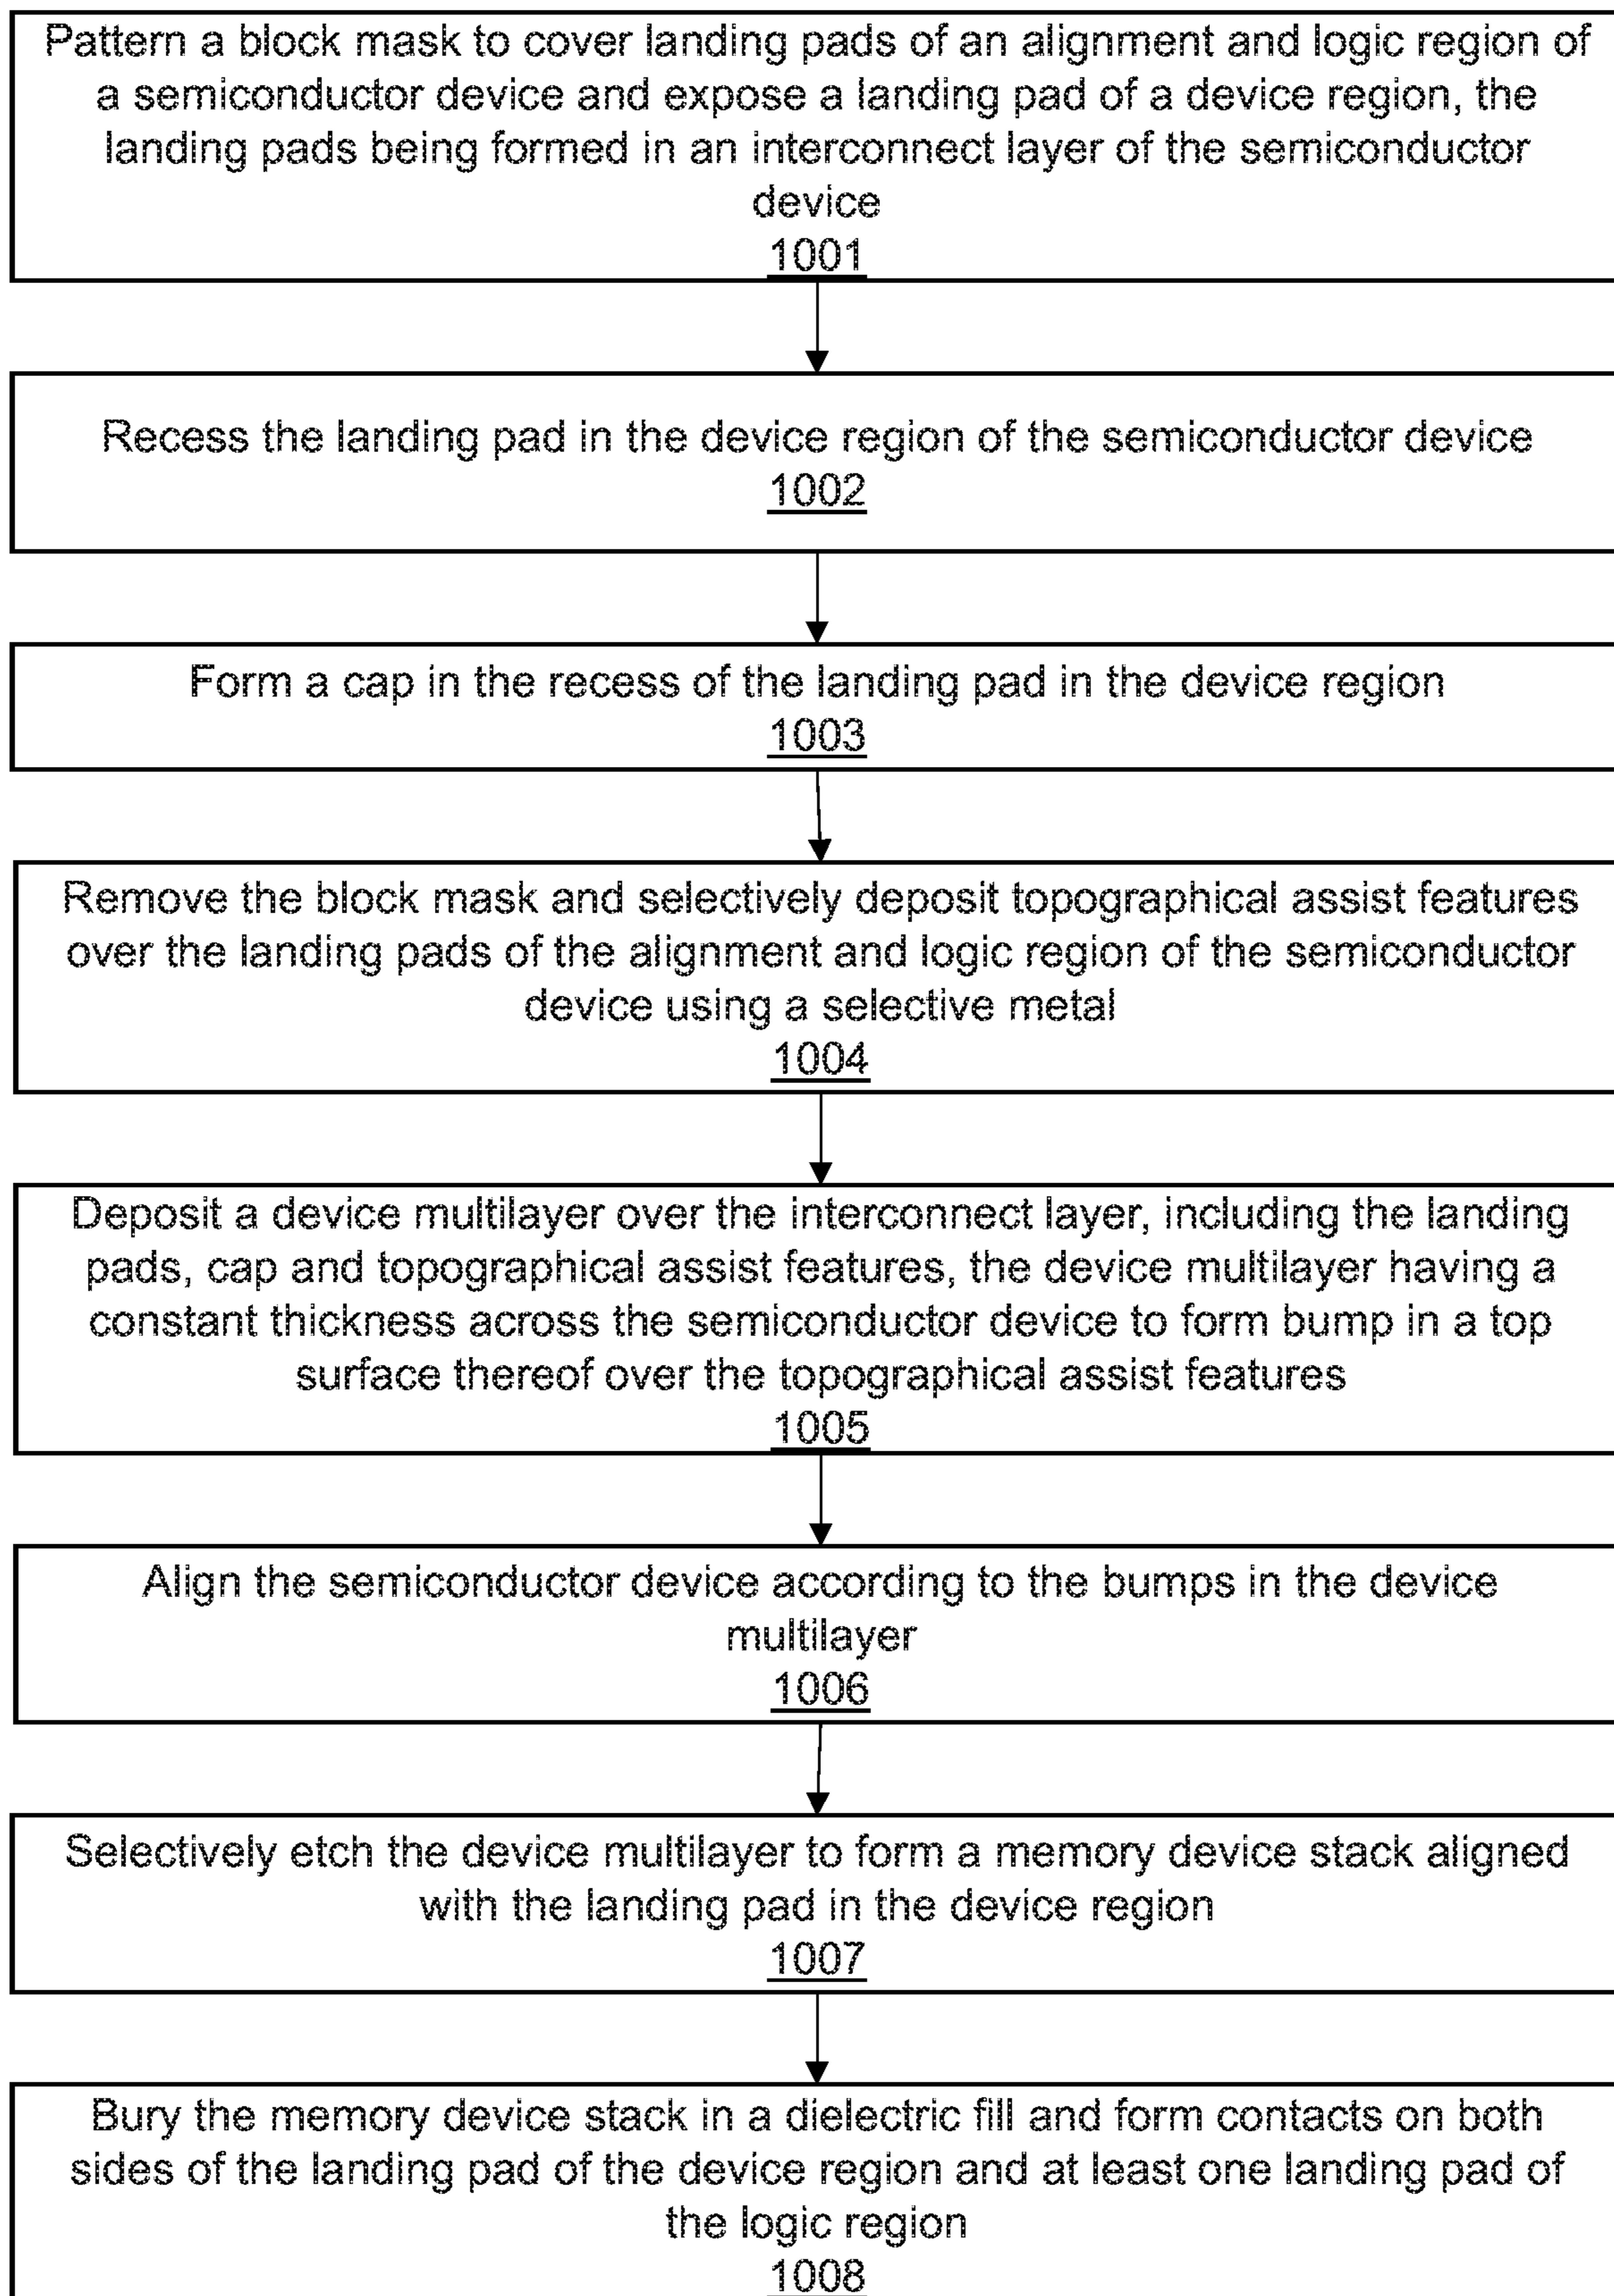 Pattern a block mask to cover landing pads of an alignment and logic region of
a semiconductor device and expose a landing pad of a device region, the
landing pads being formed in an interconnect layer of the semiconductor
device
1001
Recess the landing pad in the device region of the semiconductor device
1002
Form a cap in the recess of the landing pad in the device region
1003
Remove the block mask and selectively deposit topographical assist features
over the landing pads of the alignment and logic region of the semiconductor
device using a selective metal
1004
Deposit a device multilayer over the interconnect layer, including the landing
pads, cap and topographical assist features, the device multilayer having a
constant thickness across the semiconductor device to form bump in a top
surface thereof over the topographical assist features
1005
Align the semiconductor device according to the bumps in the device
multilayer
1006
Selectively etch the device multilayer to form a memory device stack aligned
with the landing pad in the device region
1007
Bury the memory device stack in a dielectric fill and form contacts on both
sides of the landing pad of the device region and at least one landing pad of
the logic region
1008